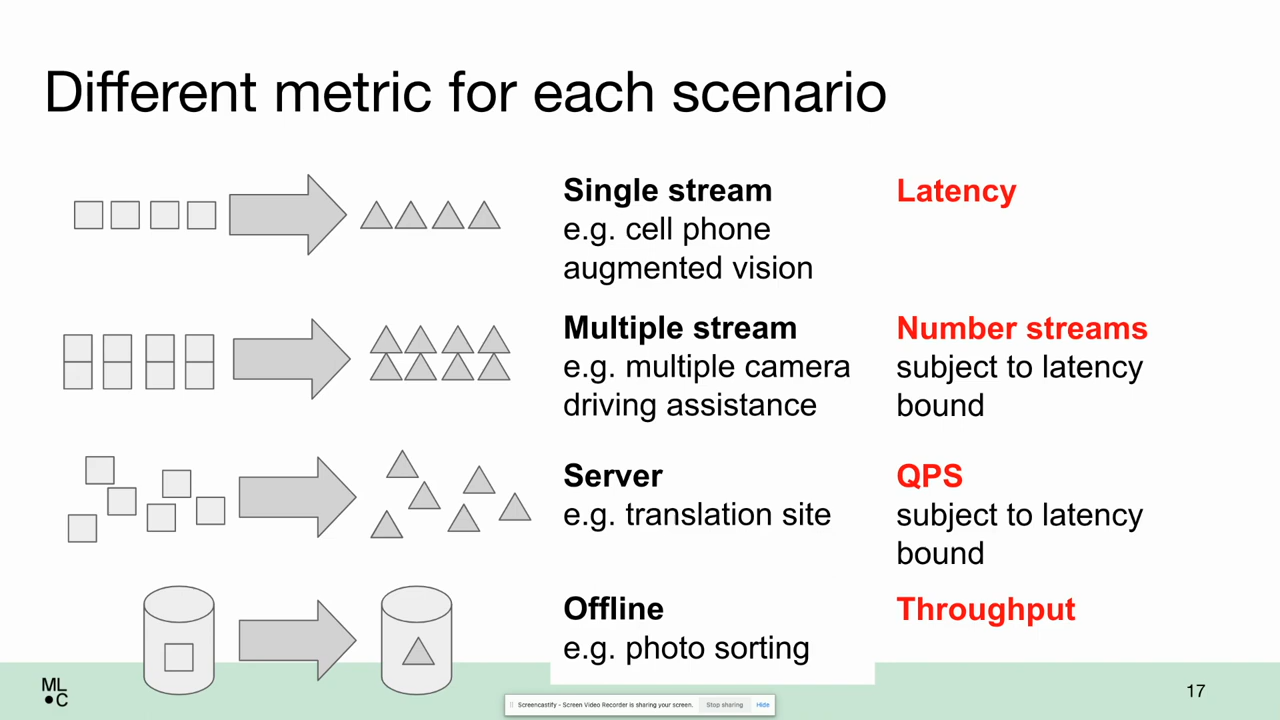 Different metric for each scenario
Single stream
e.g. cell phone
augmented vision
Latency
Multiple stream
e.g. multiple camera
driving assistance
Number streams
subject to latency
bound
Server
e.g. translation site
QPS
subject to latency
bound
Offline
e.g. photo sorting
Throughput
ML
C
17
Screencastify - Screen Video Recorder is sharing your screen.
Stop sharing
Hide